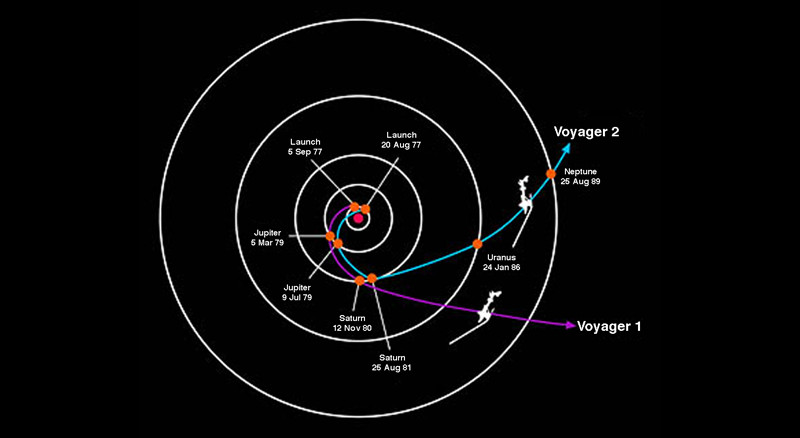 Voyager 2
Launch
20 Aug 77
Launch
5 Sep 77
Neptune
25 Aug 89
Jupiter
5 Mar 79
Uranus
24 Jan 86
Jupiter
9 Jul 79
Saturn
12 Nov 80
Voyager 1
Saturn
25 Aug 81